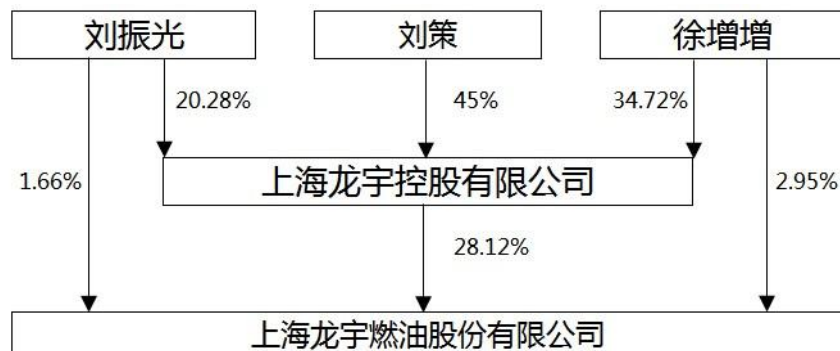 刘振光
刘策
徐增增
20.28%
45%
34.72%
1.66%
上海龙宇控股有限公司
2.95%
28.12%
上海龙宇燃油股份有限公司